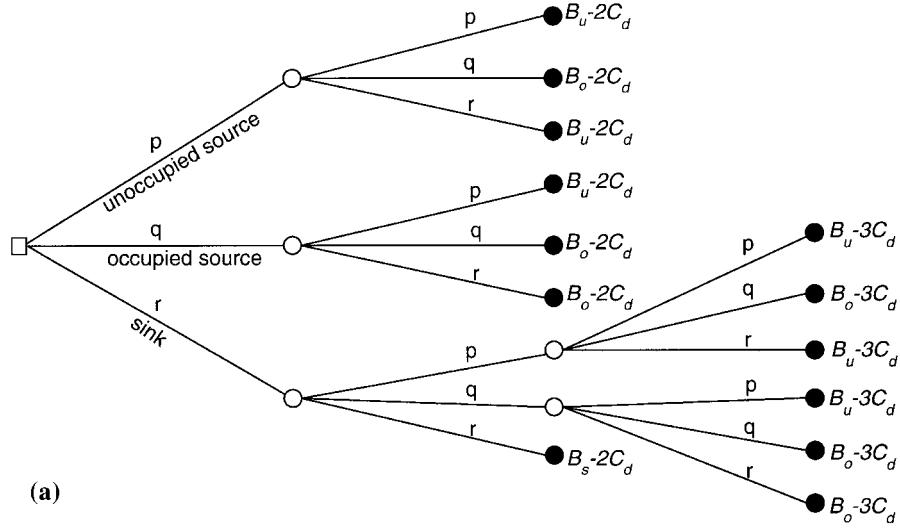 p
B_u-2C_d
q
B_o-2C_d
r
B_u-2C_d
p
unoccupied source
p
B_u-2C_d
q
B_o-2C_d
r
B_o-2C_d
q
occupied source
r
sink
p
q
r
B_s-2C_d
p
B_u-3C_d
q
B_o-3C_d
r
B_u-3C_d
p
B_u-3C_d
q
B_o-3C_d
r
B_o-3C_d
(a)